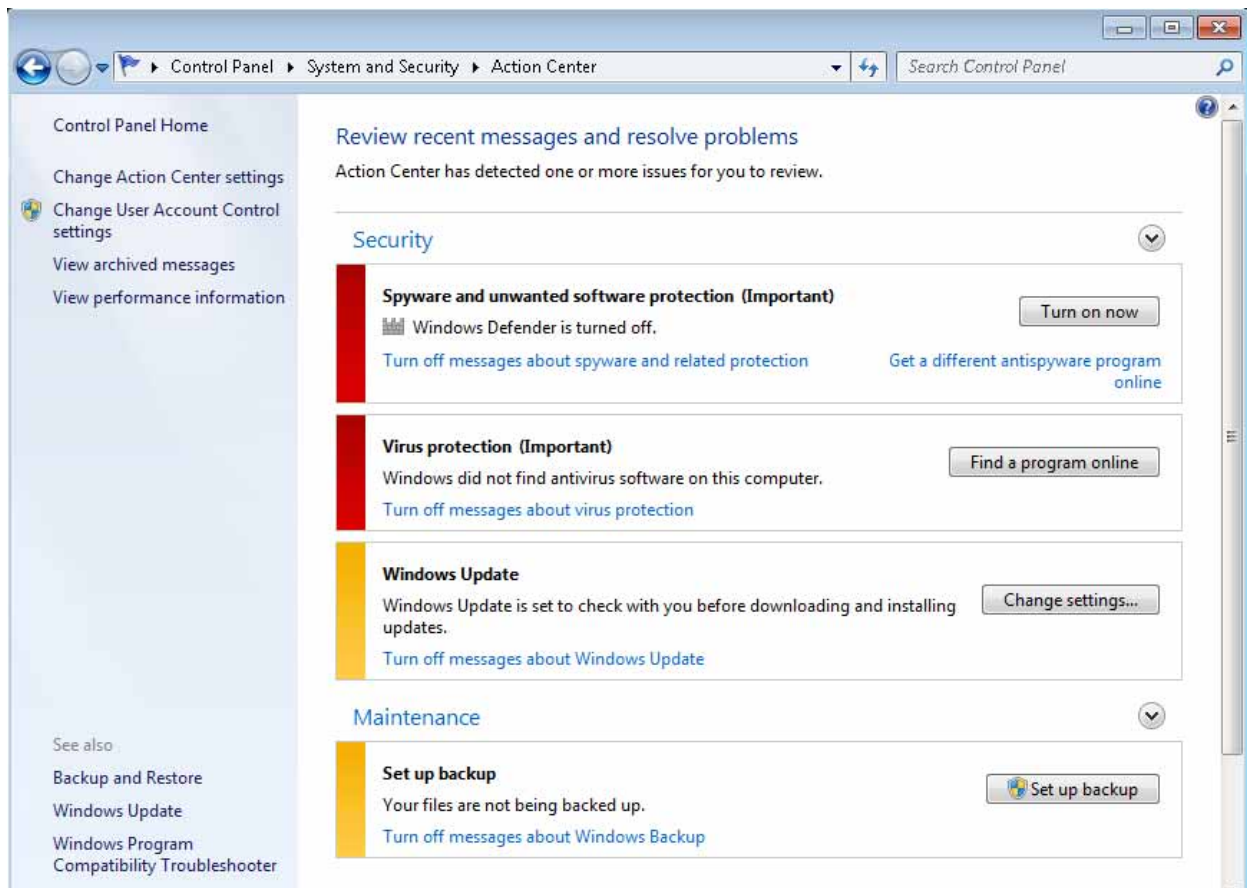 Control Panel ▸ System and Security ▸ Action Center
Search Control Panel
Control Panel Home
Change Action Center settings
Change User Account Control
settings
View archived messages
View performance information
See also
Backup and Restore
Windows Update
Windows Program
Compatibility Troubleshooter
Review recent messages and resolve problems
Action Center has detected one or more issues for you to review.
Security
Spyware and unwanted software protection (Important)
Windows Defender is turned off.
Turn on now
Turn off messages about spyware and related protection
Get a different antispyware program
online
Virus protection (Important)
Windows did not find antivirus software on this computer.
Find a program online
Turn off messages about virus protection
Windows Update
Windows Update is set to check with you before downloading and installing
updates.
Change settings...
Turn off messages about Windows Update
Maintenance
Set up backup
Your files are not being backed up.
Set up backup
Turn off messages about Windows Backup